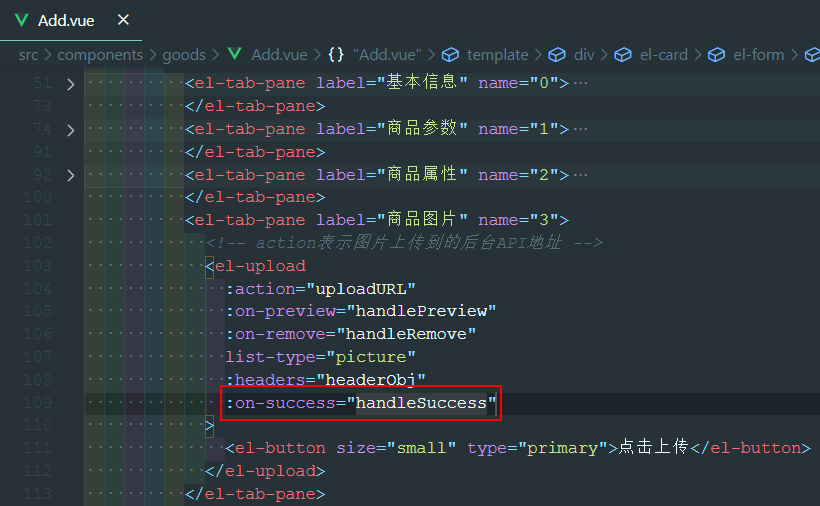 Add.vue
src > components > goods > Add.vue > {} "Add.vue" > template > div > el-card > el-form >
51 > <el-tab-pane label="基本信息" name="0">…
73 </el-tab-pane>
74 > <el-tab-pane label="商品参数" name="1">…
91 </el-tab-pane>
92 > <el-tab-pane label="商品属性" name="2">…
100 </el-tab-pane>
101 <el-tab-pane label="商品图片" name="3">
102 <!-- action表示图片上传到的后台API地址 -->
103 <el-upload
104 :action="uploadURL"
105 :on-preview="handlePreview"
106 :on-remove="handleRemove"
107 list-type="picture"
108 :headers="headerObj"
109 :on-success="handleSuccess"
110 >
111 <el-button size="small" type="primary">点击上传</el-button>
112 </el-upload>
113 </el-tab-pane>